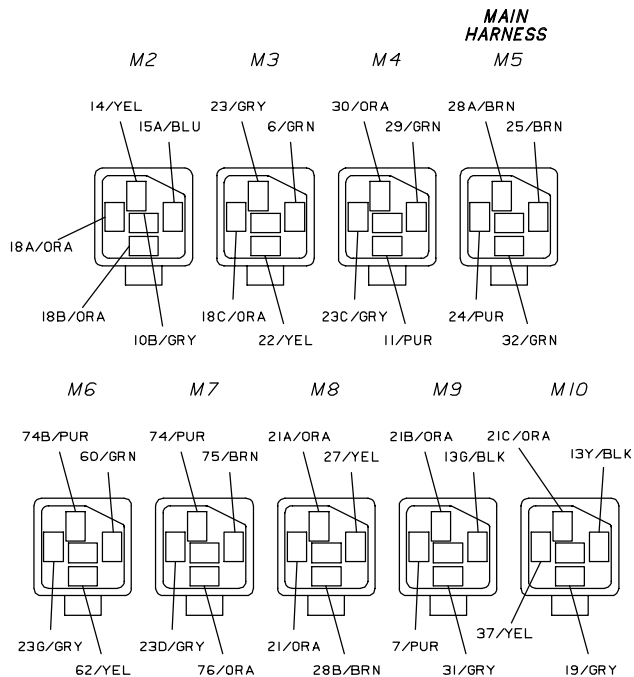 MAIN
HARNESS
M2 M3 M4 M5
14/YEL 23/GRY 30/ORA 28A/BRN
15A/BLU 6/GRN 29/GRN 25/BRN
18A/ORA
18B/ORA 18C/ORA 23C/GRY 24/PUR
10B/GRY 22/YEL 11/PUR 32/GRN
M6 M7 M8 M9 M10
74B/PUR 74/PUR 21A/ORA 21B/ORA 21C/ORA
60/GRN 75/BRN 27/YEL 13G/BLK 13Y/BLK
37/YEL
23G/GRY 23D/GRY 21/ORA 7/PUR
62/YEL 76/ORA 28B/BRN 31/GRY 19/GRY